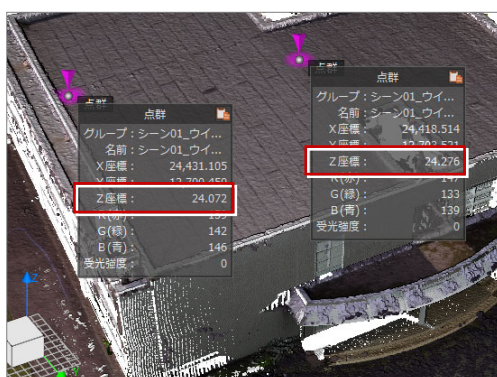 点群
点群
グループ：シーン01_ウイ...
名前：シーン01_ウイ...
X座標： 24,431.105
Z座標： 24.072
G(緑)： 142
B(青)： 146
受光強度： 0
点群
点群
グループ：シーン01_ウイ...
名前：シーン01_ウイ...
X座標： 24,418.514
Z座標： 24.276
G(緑)： 133
B(青)： 139
受光強度： 0
Z
Y